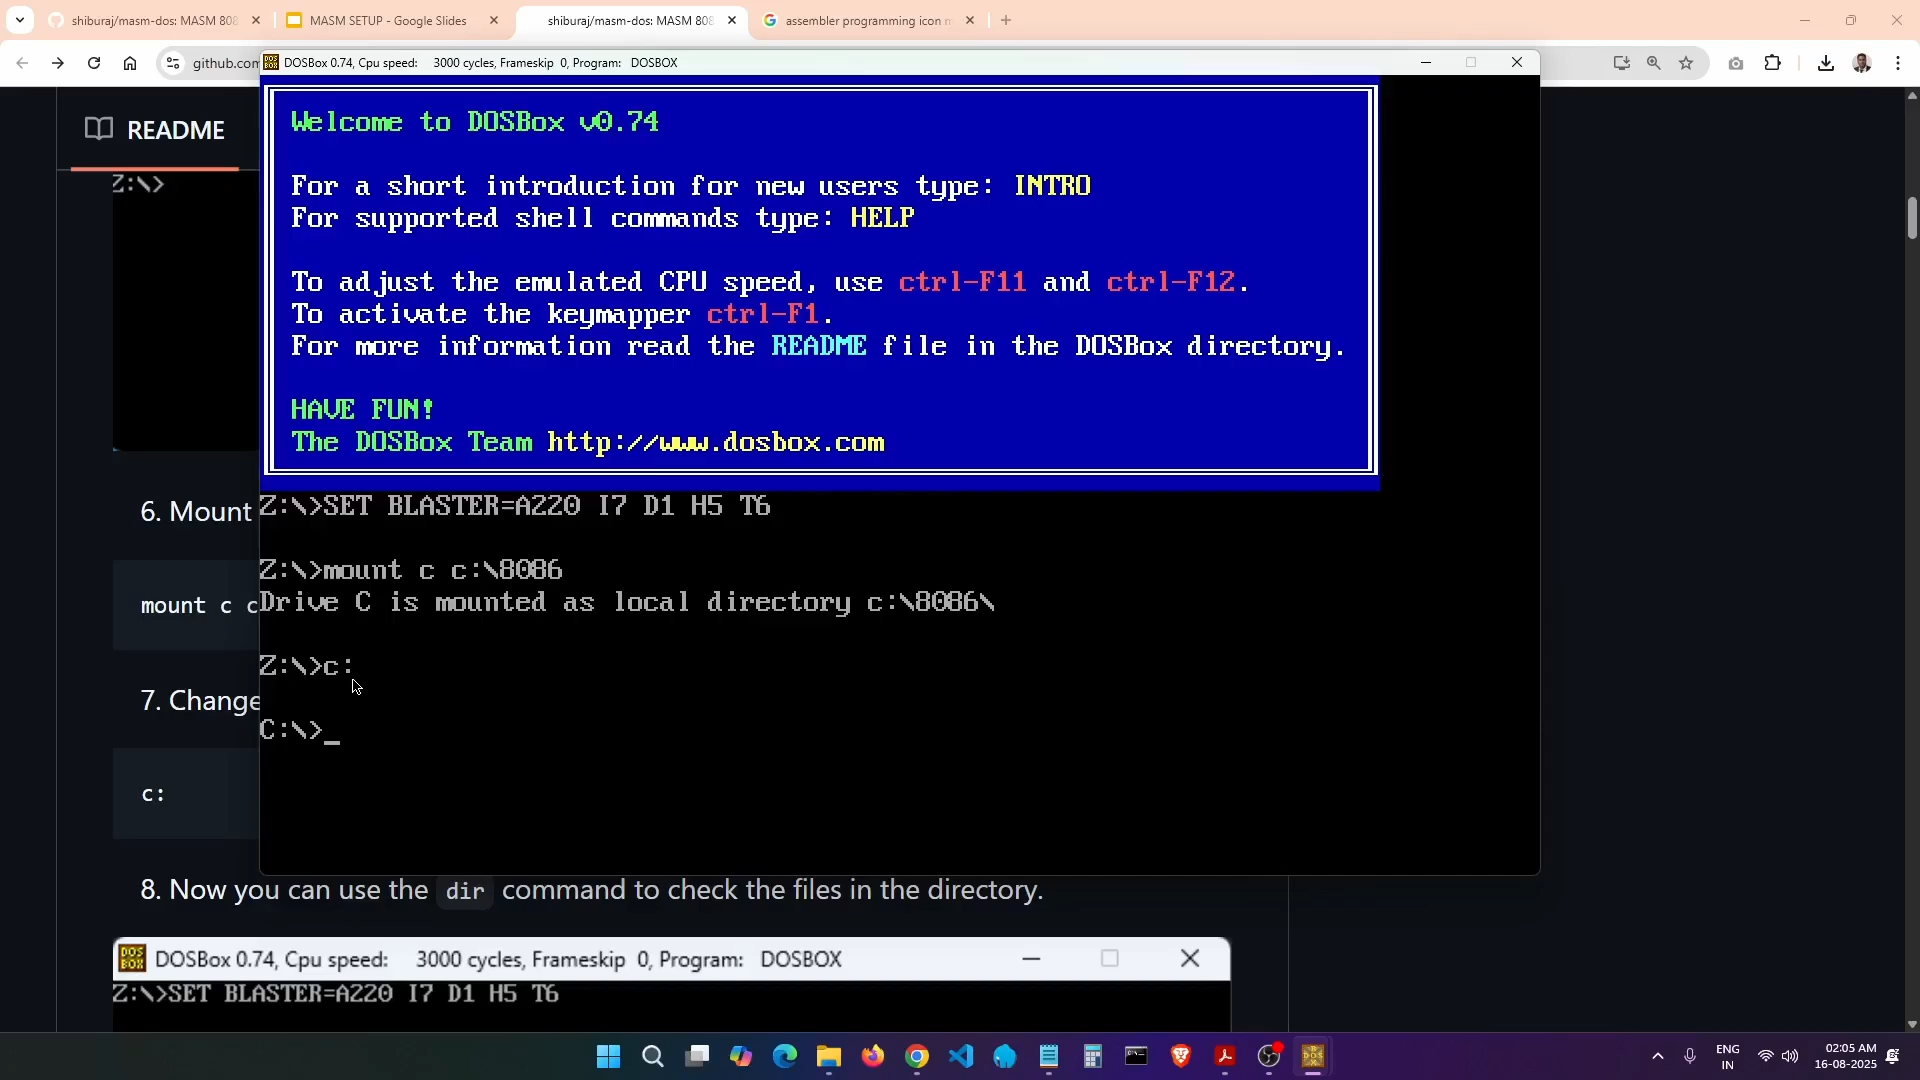 shiburaj/masm-dos: MASM 808
MASM SETUP - Google Slides
shiburaj/masm-dos: MASM 808
assembler programming icon
github.com
DOSBox 0.74, Cpu speed: 3000 cycles, Frameskip 0, Program: DOSBOX
README
Z:\>
Welcome to DOSBox v0.74
For a short introduction for new users type: INTRO
For supported shell commands type: HELP
To adjust the emulated CPU speed, use ctrl-F11 and ctrl-F12.
To activate the keymapper ctrl-F1.
For more information read the README file in the DOSBox directory.
HAVE FUN!
The DOSBox Team http://www.dosbox.com
Z:\>SET BLASTER=A220 I7 D1 H5 T6
6. Mount
Z:\>mount c c:\8086
mount c c
Drive C is mounted as local directory c:\8086\
Z:\>c:
7. Change
C:\>_
c:
8. Now you can use the dir command to check the files in the directory.
DOSBox 0.74, Cpu speed: 3000 cycles, Frameskip 0, Program: DOSBOX
Z:\>SET BLASTER=A220 I7 D1 H5 T6
ENG
IN
02:05 AM
16-08-2025